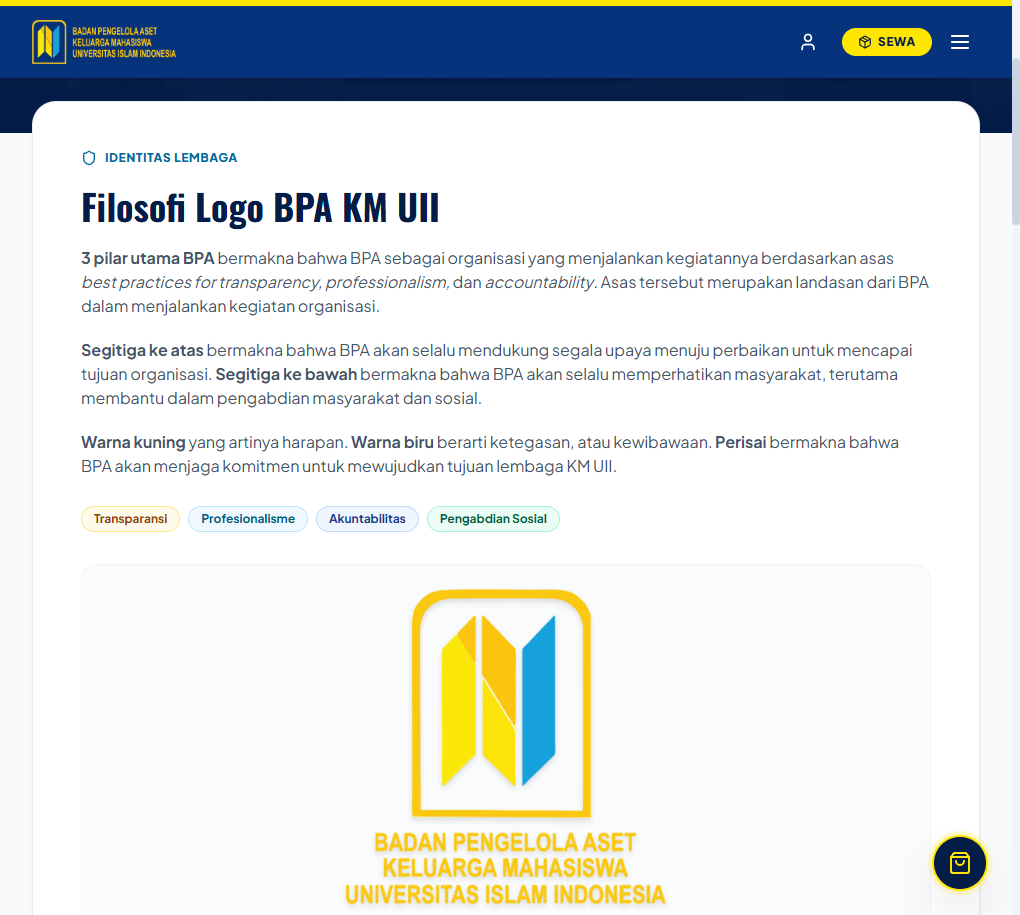 BADAN PENGELOLA ASET
KELUARGA MAHASISWA
UNIVERSITAS ISLAM INDONESIA
SEWA
IDENTITAS LEMBAGA
Filosofi Logo BPA KM UII
3 pilar utama BPA bermakna bahwa BPA sebagai organisasi yang menjalankan kegiatannya berdasarkan asas
best practices for transparency, professionalism, dan accountability. Asas tersebut merupakan landasan dari BPA
dalam menjalankan kegiatan organisasi.
Segitiga ke atas bermakna bahwa BPA akan selalu mendukung segala upaya menuju perbaikan untuk mencapai
tujuan organisasi. Segitiga ke bawah bermakna bahwa BPA akan selalu memperhatikan masyarakat, terutama
membantu dalam pengabdian masyarakat dan sosial.
Warna kuning yang artinya harapan. Warna biru berarti ketegasan, atau kewibawaan. Perisai bermakna bahwa
BPA akan menjaga komitmen untuk mewujudkan tujuan lembaga KM UII.
Transparansi
Profesionalisme
Akuntabilitas
Pengabdian Sosial
BADAN PENGELOLA ASET
KELUARGA MAHASISWA
UNIVERSITAS ISLAM INDONESIA